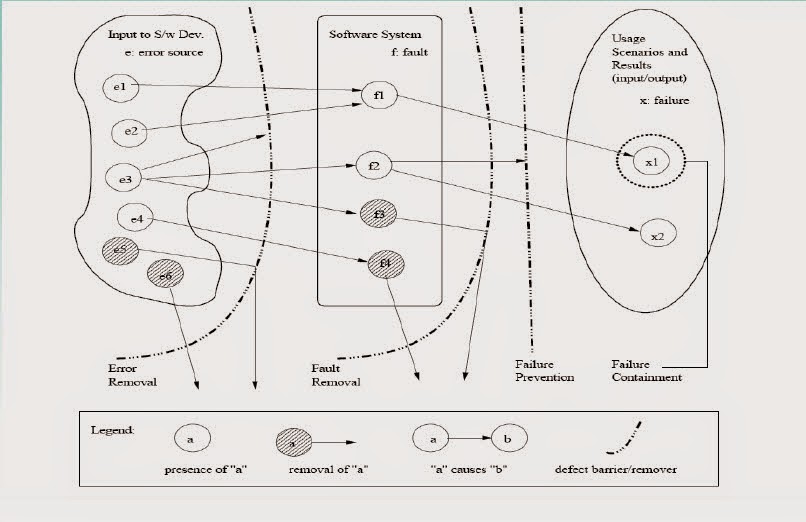 Input to S/w Dev.
e: error source
e1
e2
e3
e4
e5
e6
Error
Removal
Software System
f: fault
f1
f2
f3
f4
Fault
Removal
Failure
Prevention
Usage
Scenarios and
Results
(input/output)
x: failure
x1
x2
Failure
Containment
Legend:
a
presence of "a"
a
removal of "a"
a
b
"a" causes "b"
defect barrier/remover